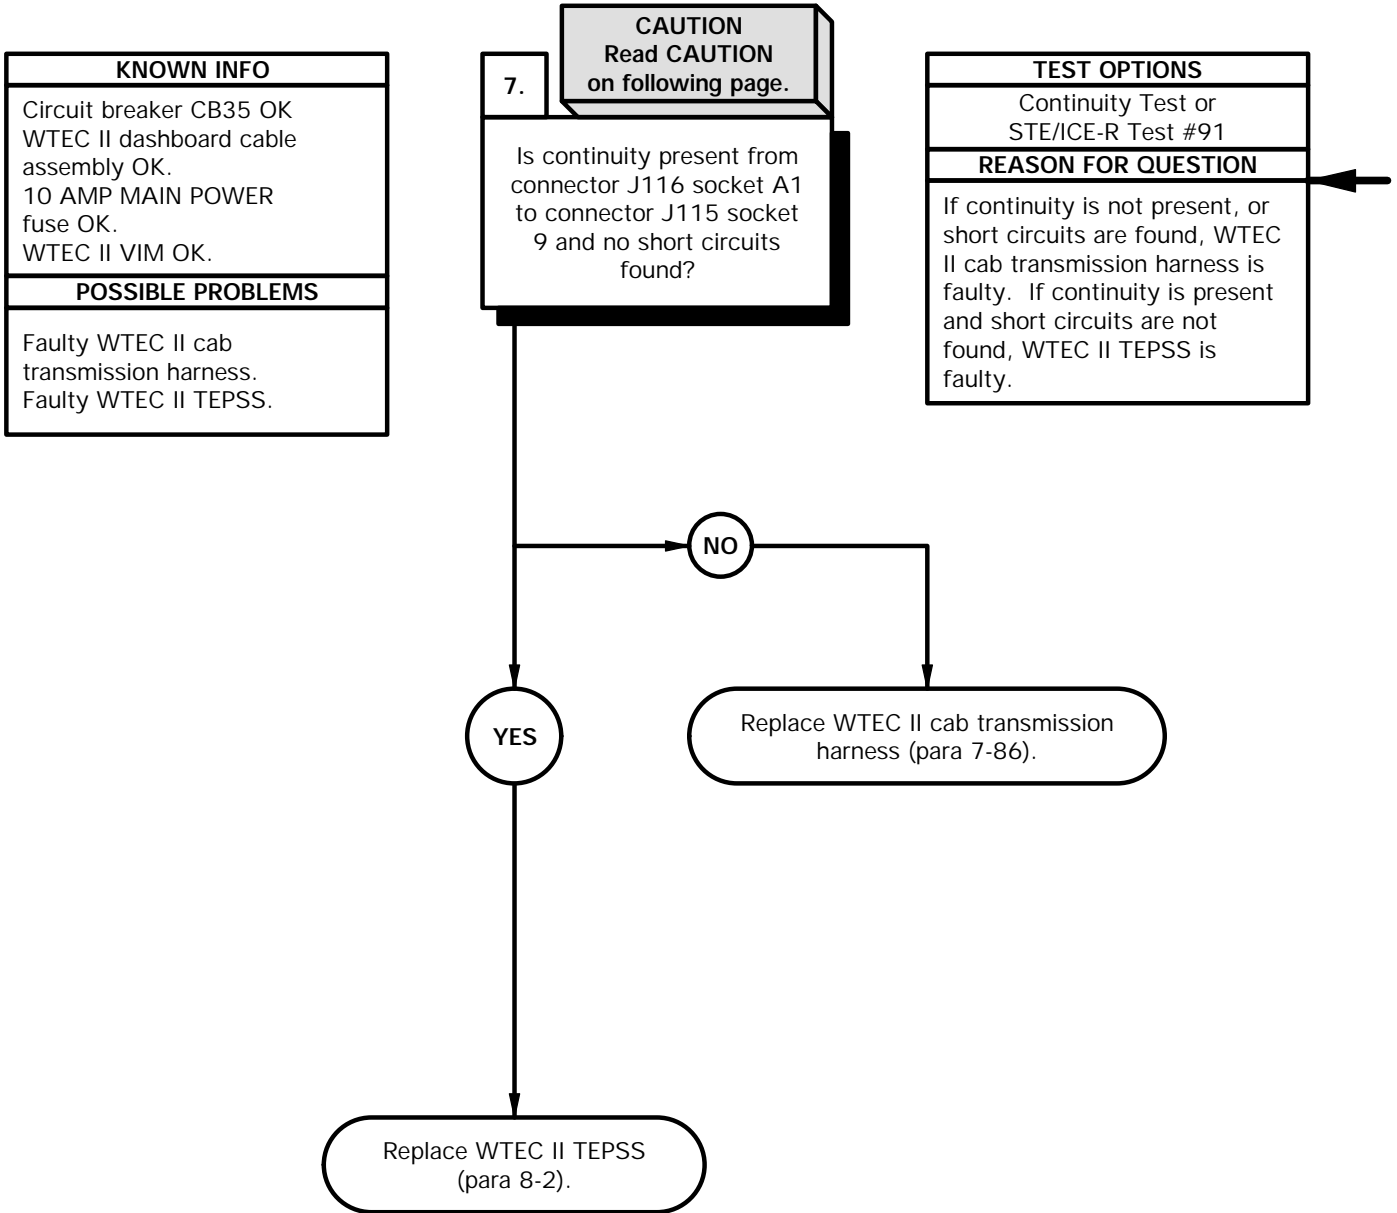 KNOWN INFO
Circuit breaker CB35 OK
WTEC II dashboard cable
assembly OK.
10 AMP MAIN POWER
fuse OK.
WTEC II VIM OK.
POSSIBLE PROBLEMS
Faulty WTEC II cab
transmission harness.
Faulty WTEC II TEPSS.
CAUTION
Read CAUTION
on following page.
7.
Is continuity present from
connector J116 socket A1
to connector J115 socket
9 and no short circuits
found?
TEST OPTIONS
Continuity Test or
STE/ICE-R Test #91
REASON FOR QUESTION
If continuity is not present, or
short circuits are found, WTEC
II cab transmission harness is
faulty.  If continuity is present
and short circuits are not
found, WTEC II TEPSS is
faulty.
NO
YES
Replace WTEC II cab transmission
harness (para 7-86).
Replace WTEC II TEPSS
(para 8-2).